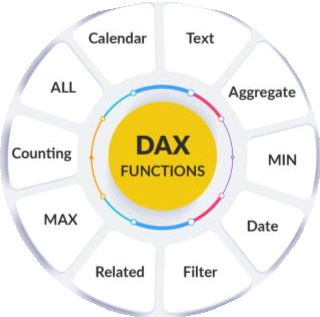 Calendar
Text
ALL
Aggregate
Counting
DAX
FUNCTIONS
MIN
MAX
Date
Related
Filter